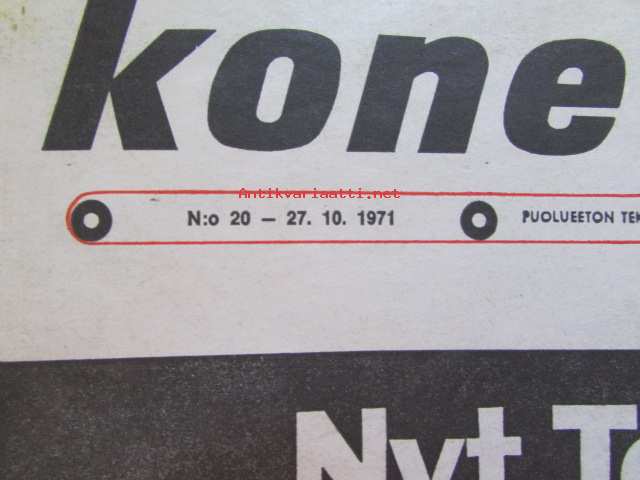 kone
Antikvariaatti.net
N:o 20 — 27. 10. 1971 PUOLUEETON TEK
Nyt T